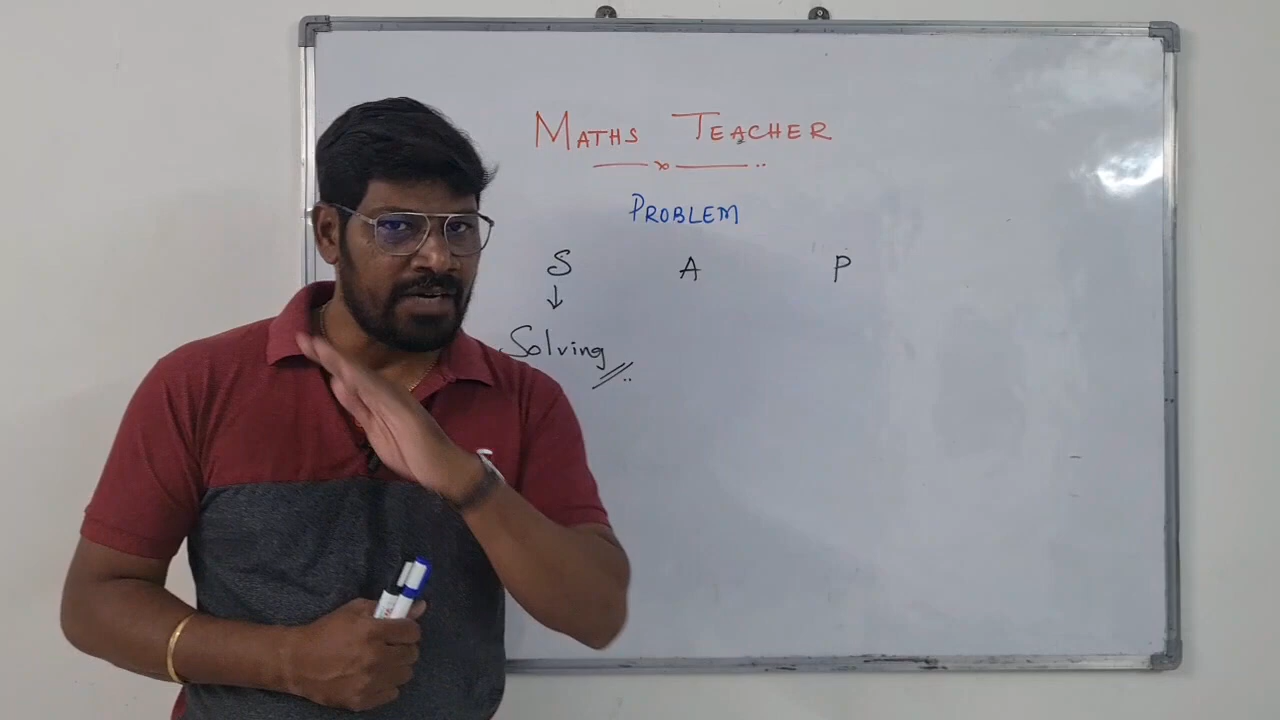 MATHS TEACHER
PROBLEM
S A P
↓
Solving